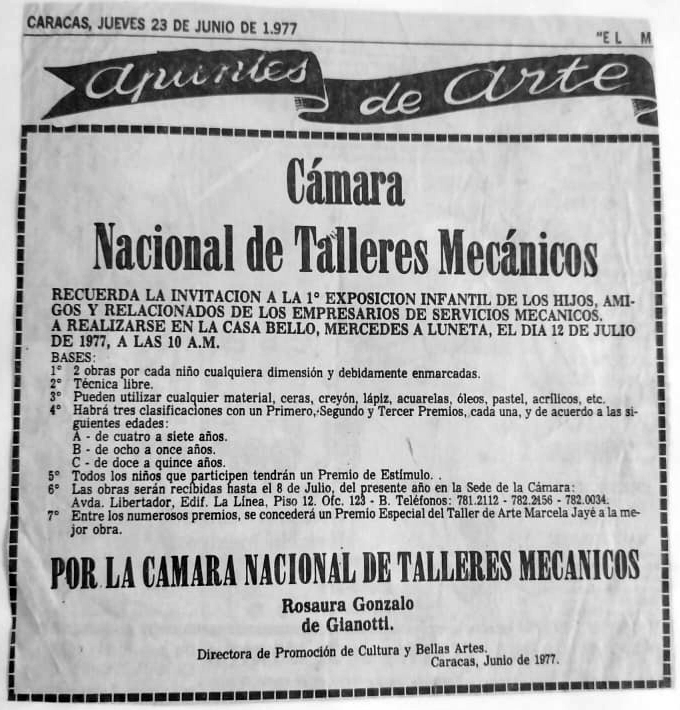 CARACAS, JUEVES 23 DE JUNIO DE 1.977
"EL M
apuntes de arte
Cámara
Nacional de Talleres Mecánicos
RECUERDA LA INVITACION A LA 1° EXPOSICION INFANTIL DE LOS HIJOS, AMI-
GOS Y RELACIONADOS DE LOS EMPRESARIOS DE SERVICIOS MECANICOS.
A REALIZARSE EN LA CASA BELLO, MERCEDES A LUNETA, EL DIA 12 DE JULIO
DE 1977, A LAS 10 A.M.
BASES:
1° 2 obras por cada niño cualquiera dimensión y debidamente enmarcadas.
2° Técnica libre.
3° Pueden utilizar cualquier material, ceras, creyón, lápiz, acuarelas, óleos, pastel, acrílicos, etc.
4° Habrá tres clasificaciones con un Primero, Segundo y Tercer Premios, cada una, y de acuerdo a las si-
guientes edades:
A - de cuatro a siete años.
B - de ocho a once años.
C - de doce a quince años.
5° Todos los niños que participen tendrán un Premio de Estímulo. .
6° Las obras serán recibidas hasta el 8 de Julio, del presente año en la Sede de la Cámara:
Avda. Libertador, Edif. La Línea, Piso 12. Ofc. 123 - B. Teléfonos: 781.2112 - 782.2156 - 782.0034.
7° Entre los numerosos premios, se concederá un Premio Especial del Taller de Arte Marcela Jayé a la me-
jor obra.
POR LA CAMARA NACIONAL DE TALLERES MECANICOS
Rosaura Gonzalo
de Gianotti.
Directora de Promoción de Cultura y Bellas Artes.
Caracas, Junio de 1977.